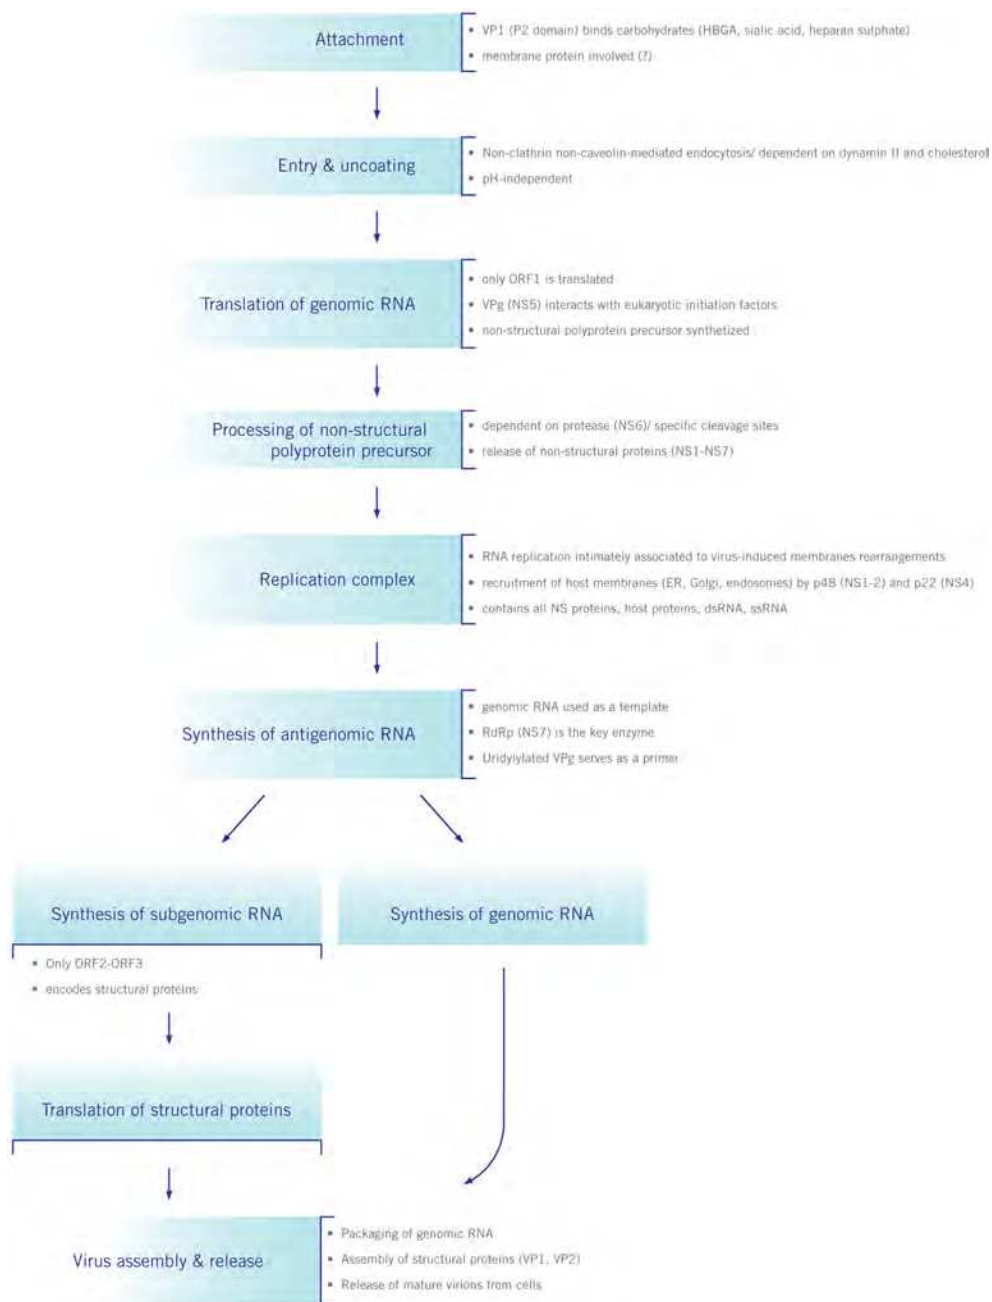 Attachment
• VP1 (P2 domain) binds carbohydrates (HBGA, sialic acid, heparan sulphate)
• membrane protein involved (?)
Entry & uncoating
• Non-clathrin non-caveolin-mediated endocytosis/ dependent on dynamin II and cholesterol
• pH-independent
Translation of genomic RNA
• only ORF1 is translated
• VPg (NS5) interacts with eukaryotic initiation factors
• non-structural polyprotein precursor synthetized
Processing of non-structural
polyprotein precursor
• dependent on protease (NS6)/ specific cleavage sites
• release of non-structural proteins (NS1-NS7)
Replication complex
• RNA replication intimately associated to virus-induced membranes rearrangements
• recruitment of host membranes (ER, Golgi, endosomes) by p48 (NS1-2) and p22 (NS4)
• contains all NS proteins, host proteins, dsRNA, ssRNA
Synthesis of antigenomic RNA
• genomic RNA used as a template
• RdRp (NS7) is the key enzyme
• Uridylylated VPg serves as a primer
Synthesis of subgenomic RNA
Synthesis of genomic RNA
• Only ORF2-ORF3
• encodes structural proteins
Translation of structural proteins
Virus assembly & release
• Packaging of genomic RNA
• Assembly of structural proteins (VP1, VP2)
• Release of mature virions from cells